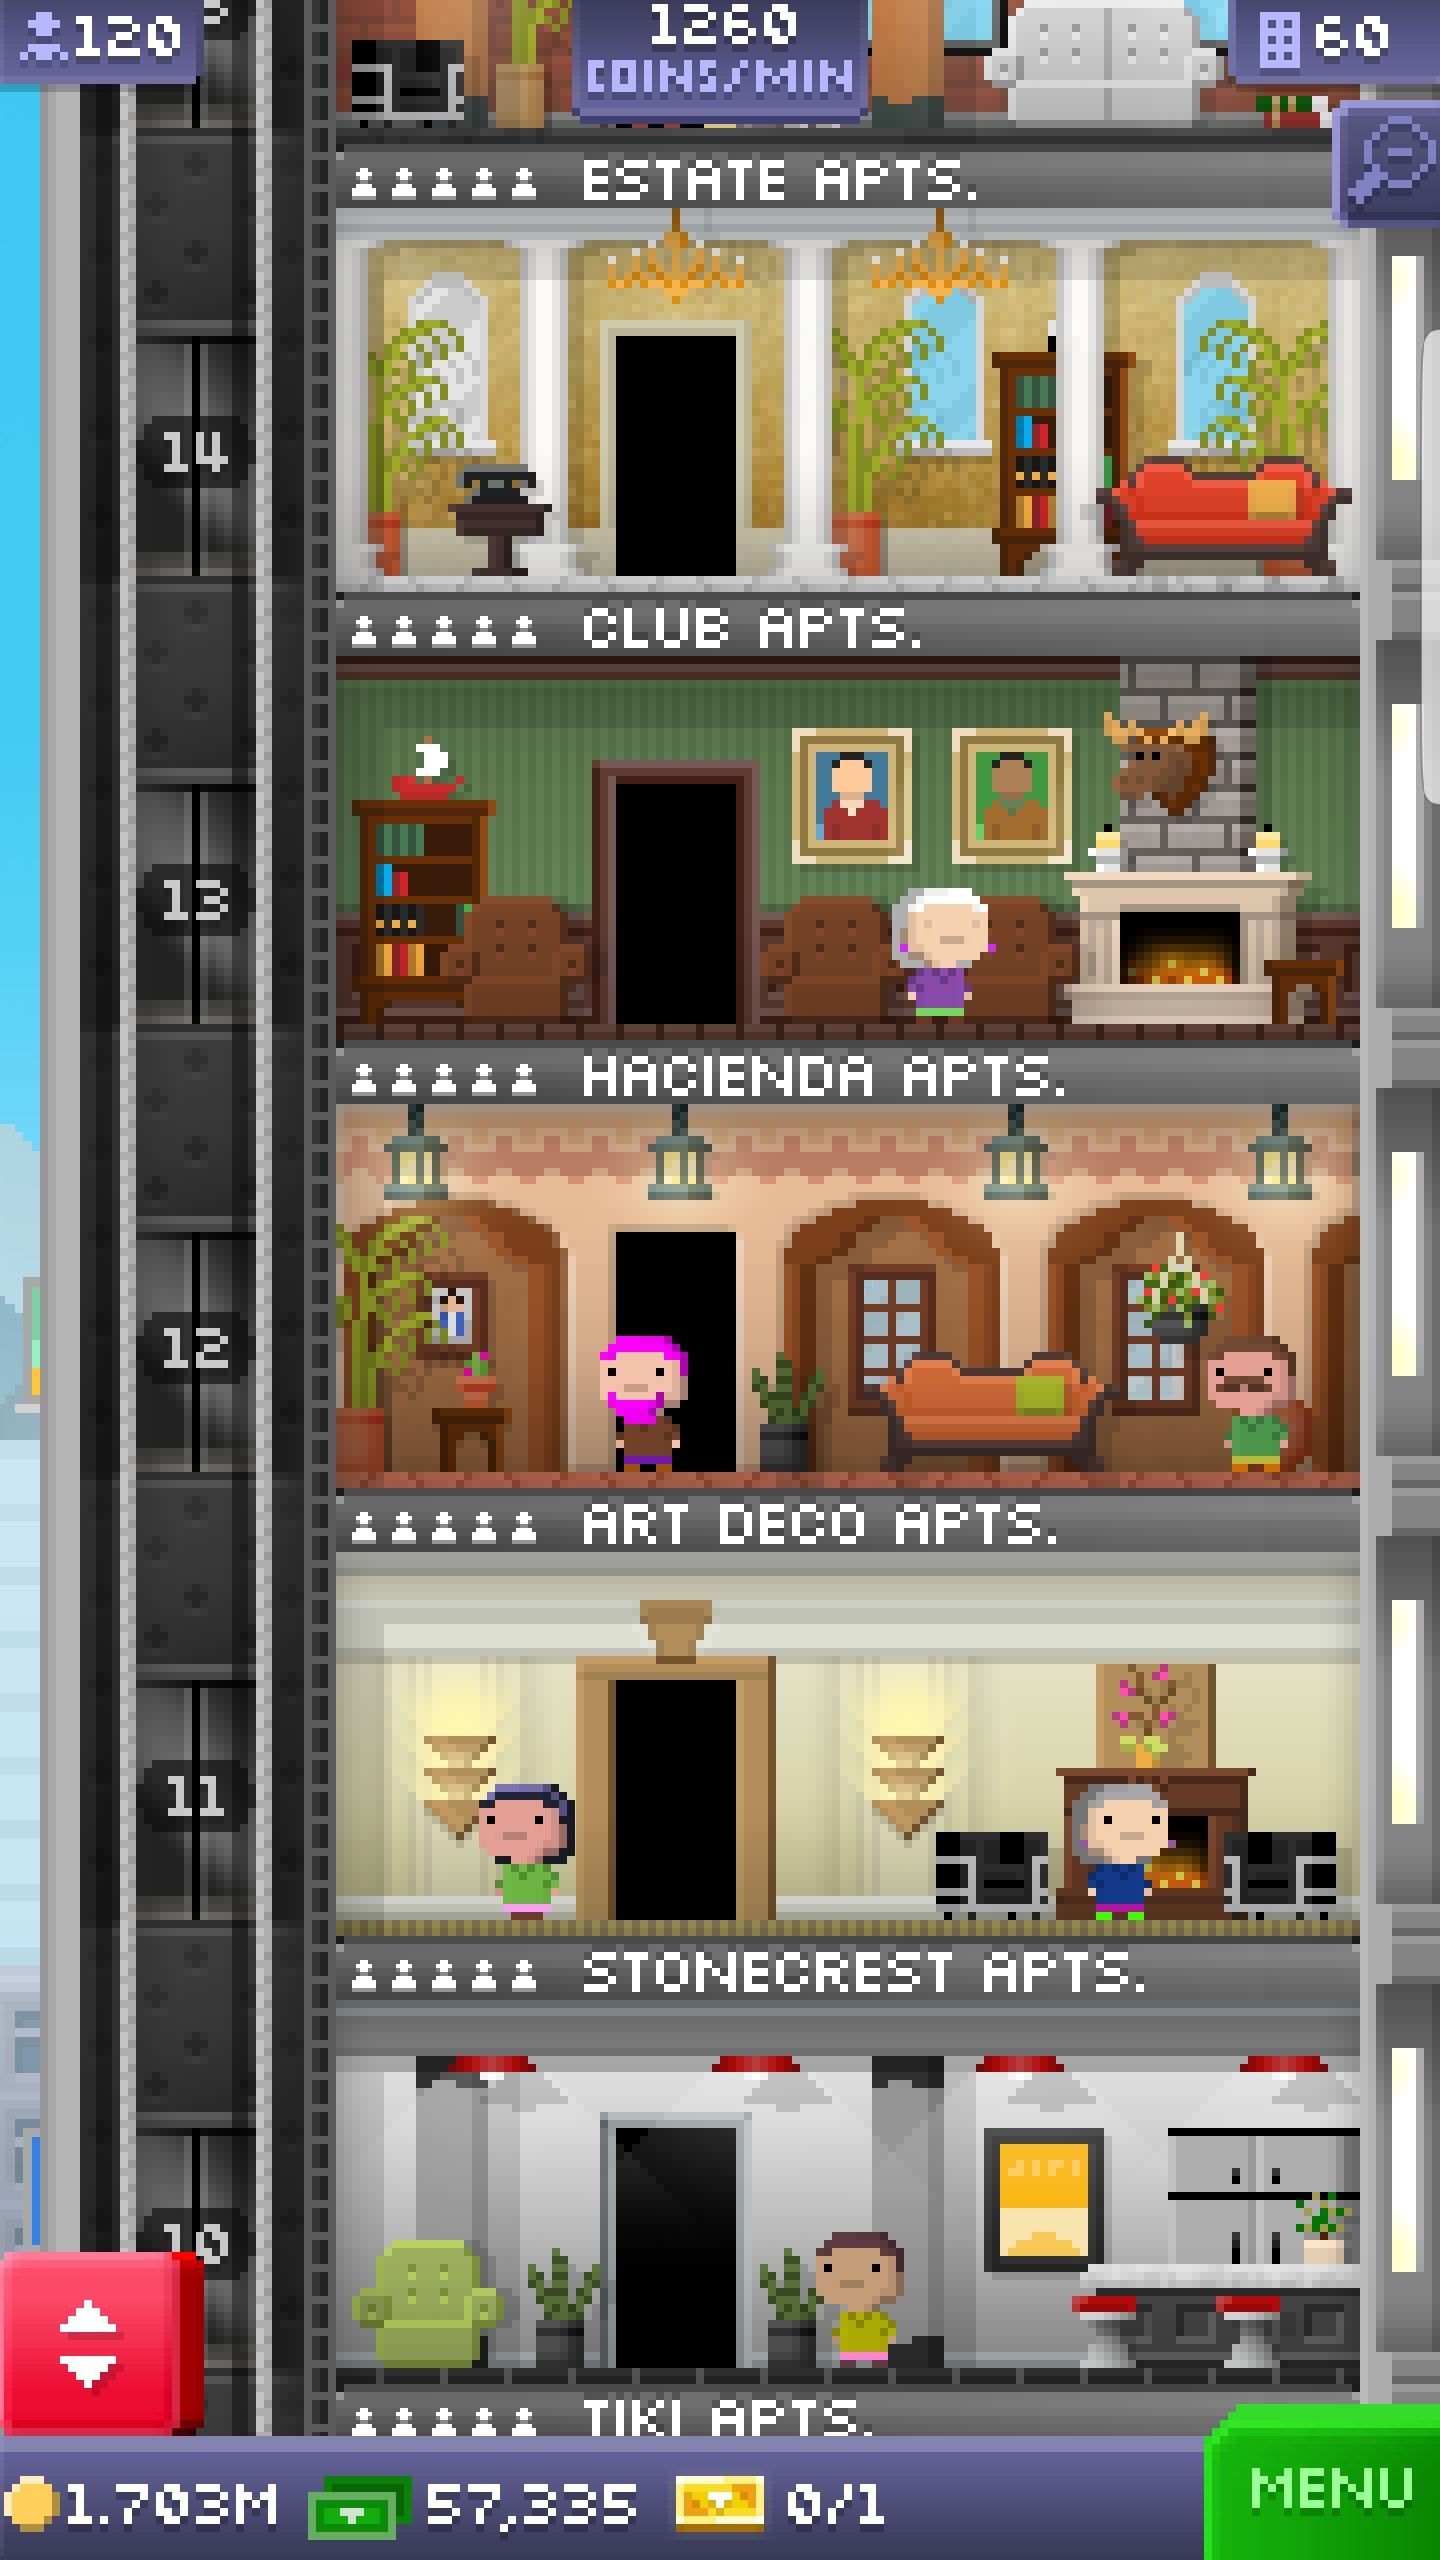 120
1260
COINS/MIN
60
ESTATE APTS.
14
CLUB APTS.
13
HACIENDA APTS.
12
ART DECO APTS.
11
STONECREST APTS.
10
TIKI APTS.
1.703M
57,335
0/1
MENU